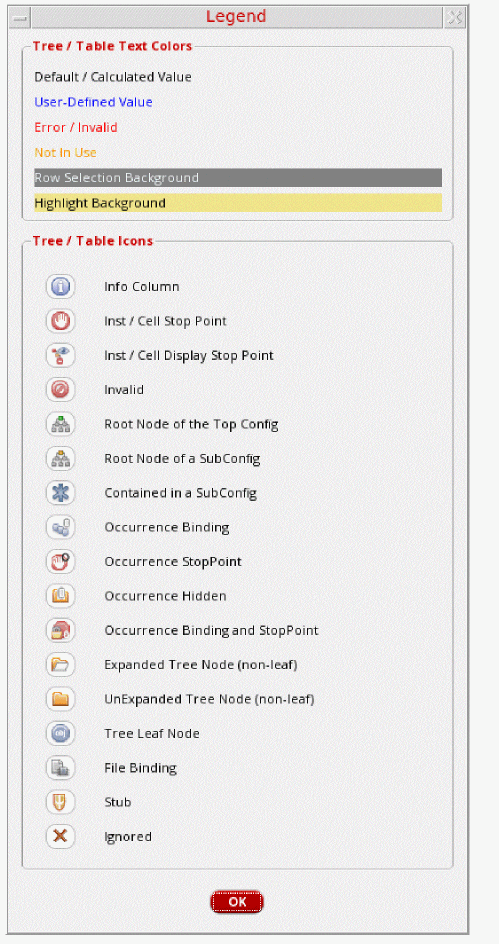 Legend
Tree / Table Text Colors
Default / Calculated Value
User-Defined Value
Error / Invalid
Not In Use
Row Selection Background
Highlight Background
Tree / Table Icons
Info Column
Inst / Cell Stop Point
Inst / Cell Display Stop Point
Invalid
Root Node of the Top Config
Root Node of a SubConfig
Contained in a SubConfig
Occurrence Binding
Occurrence StopPoint
Occurrence Hidden
Occurrence Binding and StopPoint
Expanded Tree Node (non-leaf)
UnExpanded Tree Node (non-leaf)
Tree Leaf Node
File Binding
Stub
Ignored
OK